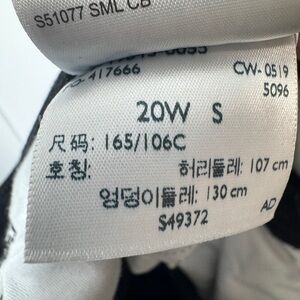 S51077 SML CB
417666
CW-0519
5096
20W S
尺码: 165/106C
호칭:
허리둘레: 107 cm
엉덩이둘레: 130 cm
S49372
AD